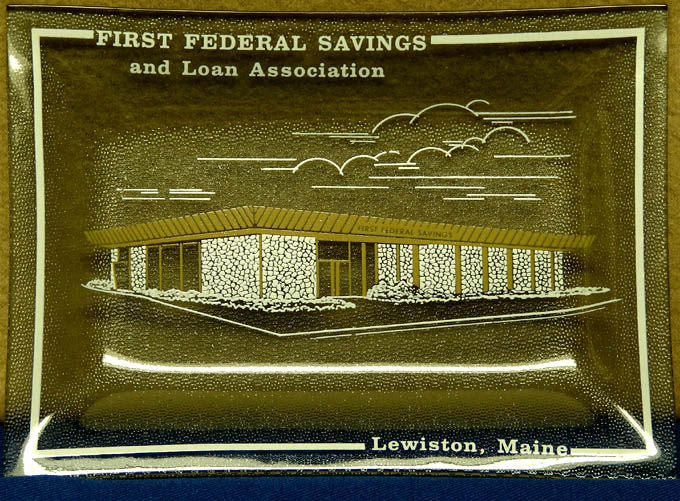 FIRST FEDERAL SAVINGS
and Loan Association
FIRST FEDERAL SAVINGS
Lewiston, Maine